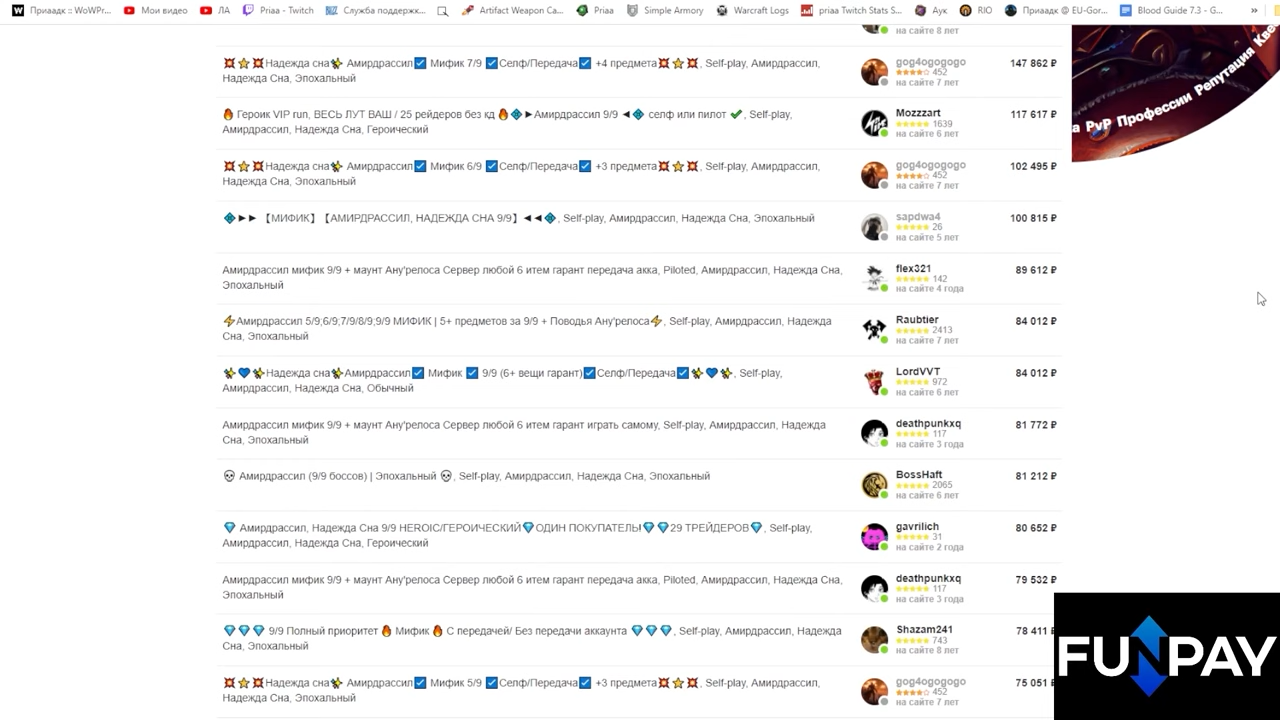 Приаадк :: WoWPr...
Мои видео
ЛА
Priaa - Twitch
Служба поддержк...
Artifact Weapon Ca...
Priaa
Simple Armory
Warcraft Logs
priaa Twitch Stats S...
Аук
RIO
Приаадк @ EU-Gor...
Blood Guide 7.3 - G...
»
на сайте 8 лет
Надежда сна Амирдрассил Мифик 7/9 Селф/Передача +4 предмета, Self-play, Амирдрассил,
Надежда Сна, Эпохальный
gog4ogogogo
452
на сайте 7 лет
147 862 ₽
Героик VIP run, ВЕСЬ ЛУТ ВАШ / 25 рейдеров без кд ►Амирдрассил 9/9 ◄ селф или пилот ✔, Self-play,
Амирдрассил, Надежда Сна, Героический
Mozzzart
1639
на сайте 6 лет
117 617 ₽
Надежда сна Амирдрассил Мифик 6/9 Селф/Передача +3 предмета, Self-play, Амирдрассил,
Надежда Сна, Эпохальный
gog4ogogogo
452
на сайте 7 лет
102 495 ₽
►► 【МИФИК】【АМИРДРАССИЛ, НАДЕЖДА СНА 9/9】◄◄, Self-play, Амирдрассил, Надежда Сна, Эпохальный
sapdwa4
26
на сайте 5 лет
100 815 ₽
Амирдрассил мифик 9/9 + маунт Ану'релоса Сервер любой 6 итем гарант передача акка, Piloted, Амирдрассил, Надежда Сна,
Эпохальный
flex321
142
на сайте 4 года
89 612 ₽
Амирдрассил 5/9;6/9;7/9/8/9;9/9 МИФИК | 5+ предметов за 9/9 + Поводья Ану'релоса, Self-play, Амирдрассил, Надежда
Сна, Эпохальный
Raubtier
2413
на сайте 7 лет
84 012 ₽
Надежда сна Амирдрассил Мифик 9/9 (6+ вещи гарант) Селф/Передача, Self-play,
Амирдрассил, Надежда Сна, Обычный
LordVVT
972
на сайте 6 лет
84 012 ₽
Амирдрассил мифик 9/9 + маунт Ану'релоса Сервер любой 6 итем гарант играть самому, Self-play, Амирдрассил, Надежда
Сна, Эпохальный
deathpunkxq
117
на сайте 3 года
81 772 ₽
Амирдрассил (9/9 боссов) | Эпохальный, Self-play, Амирдрассил, Надежда Сна, Эпохальный
BossHaft
2065
на сайте 6 лет
81 212 ₽
Амирдрассил, Надежда Сна 9/9 HEROIC/ГЕРОИЧЕСКИЙ ОДИН ПОКУПАТЕЛЬ! 29 ТРЕЙДЕРОВ, Self-play,
Амирдрассил, Надежда Сна, Героический
gavrilich
31
на сайте 2 года
80 652 ₽
Амирдрассил мифик 9/9 + маунт Ану'релоса Сервер любой 6 итем гарант передача акка, Piloted, Амирдрассил, Надежда Сна,
Эпохальный
deathpunkxq
117
на сайте 3 года
79 532 ₽
9/9 Полный приоритет Мифик С передачей/ Без передачи аккаунта, Self-play, Амирдрассил, Надежда
Сна, Эпохальный
Shazam241
743
на сайте 8 лет
78 411 ₽
Надежда сна Амирдрассил Мифик 5/9 Селф/Передача +3 предмета, Self-play, Амирдрассил,
Надежда Сна, Эпохальный
gog4ogogogo
452
на сайте 7 лет
75 051 ₽
а PvP Профессии Репутация Кве
FUNPAY